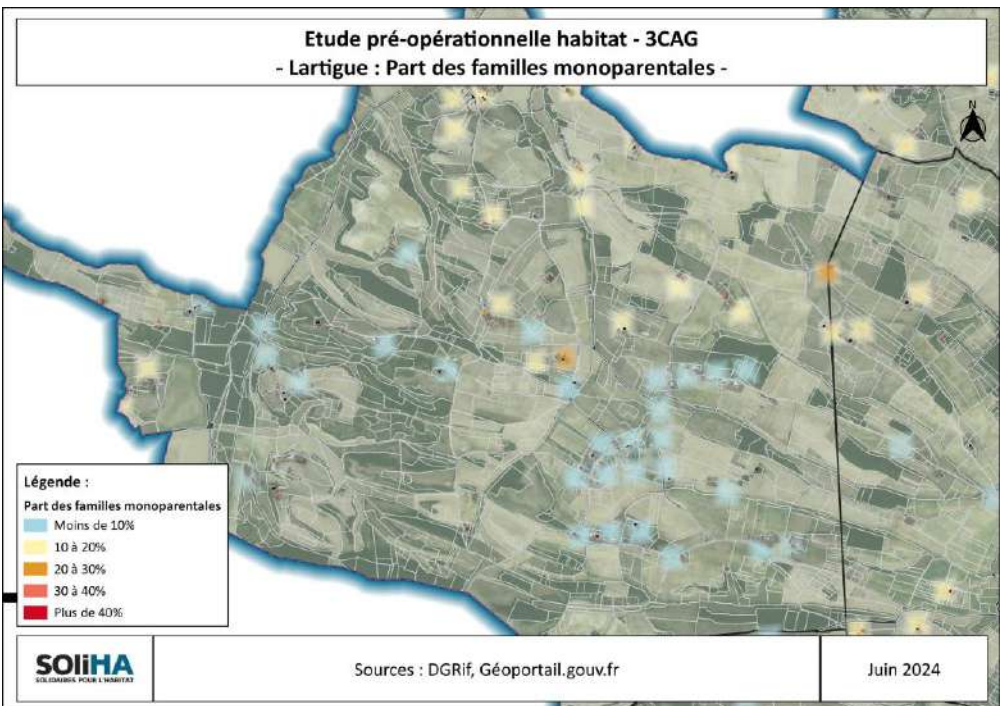 Etude pré-opérationnelle habitat - 3CAG
- Lartigue : Part des familles monoparentales -
N
Légende :
Part des familles monoparentales
Moins de 10%
10 à 20%
20 à 30%
30 à 40%
Plus de 40%
SOliHA
SOLIDAIRES POUR L'HABITAT
Sources : DGRif, Géoportail.gouv.fr
Juin 2024